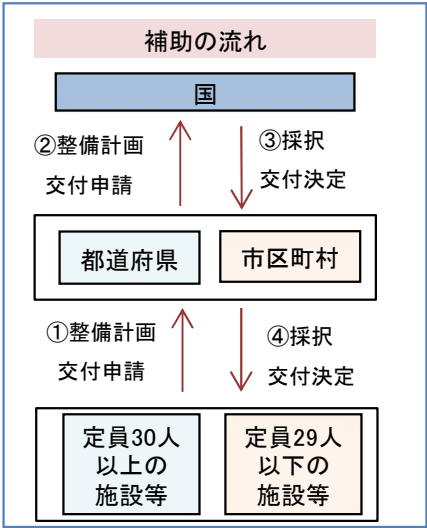 補助の流れ
国
②整備計画
交付申請
③採択
交付決定
都道府県
市区町村
①整備計画
交付申請
④採択
交付決定
定員30人
以上の
施設等
定員29人
以下の
施設等